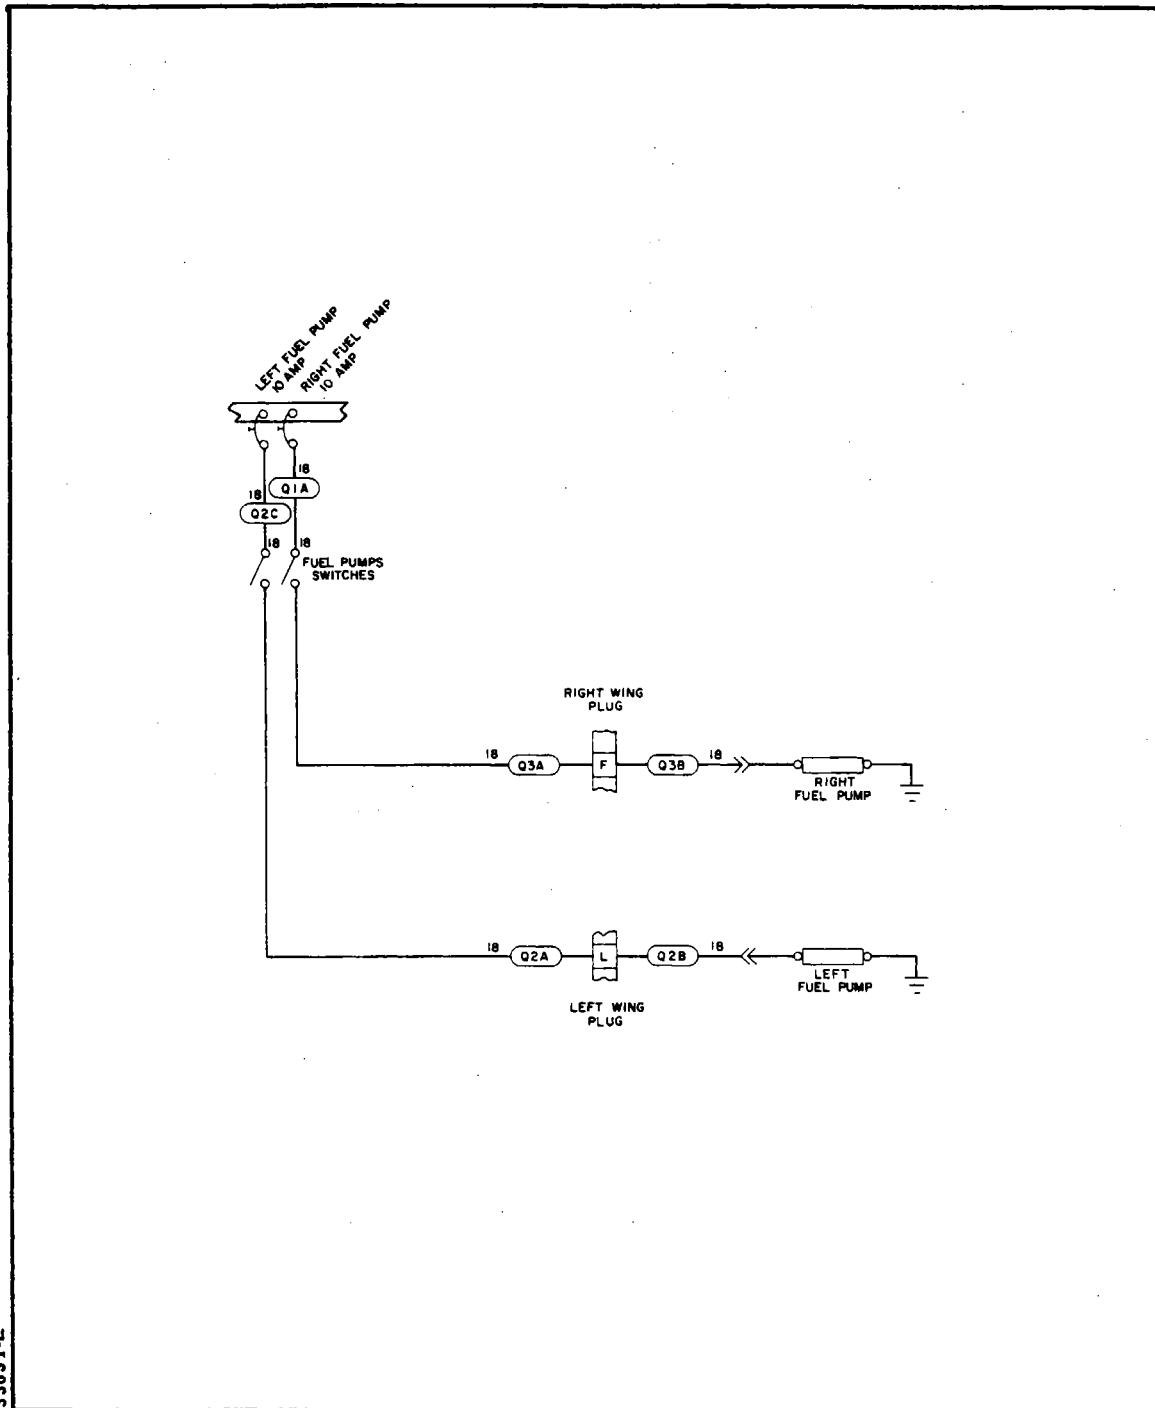 LEFT FUEL PUMP
10 AMP
RIGHT FUEL PUMP
10 AMP
18
Q1A
18
Q2C
18
18
FUEL PUMPS
SWITCHES
RIGHT WING
PLUG
18
Q3A
F
Q3B
18
RIGHT
FUEL PUMP
18
Q2A
L
Q2B
18
LEFT
FUEL PUMP
LEFT WING
PLUG